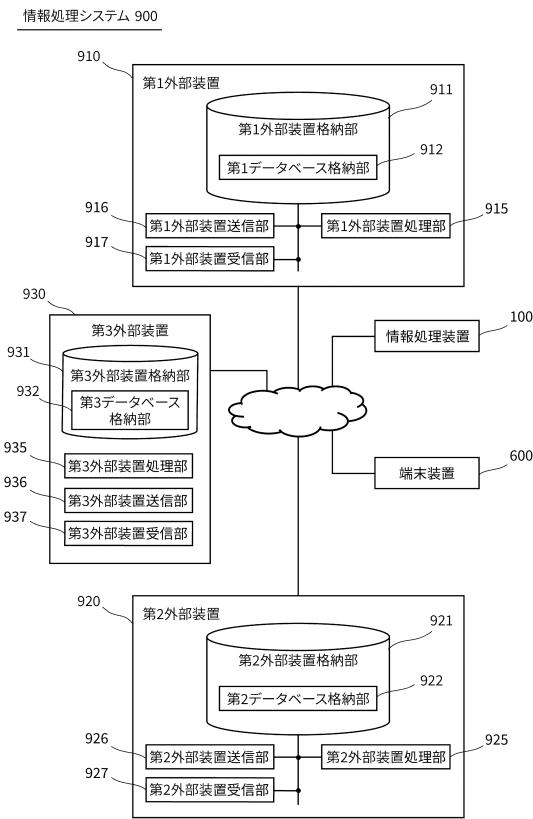 情報処理システム 900
910
第1外部装置
911
第1外部装置格納部
912
第1データベース格納部
916
第1外部装置送信部
915
第1外部装置処理部
917
第1外部装置受信部
930
第3外部装置
931
第3外部装置格納部
932
第3データベース
格納部
935
第3外部装置処理部
936
第3外部装置送信部
937
第3外部装置受信部
100
情報処理装置
600
端末装置
920
第2外部装置
921
第2外部装置格納部
922
第2データベース格納部
926
第2外部装置送信部
925
第2外部装置処理部
927
第2外部装置受信部